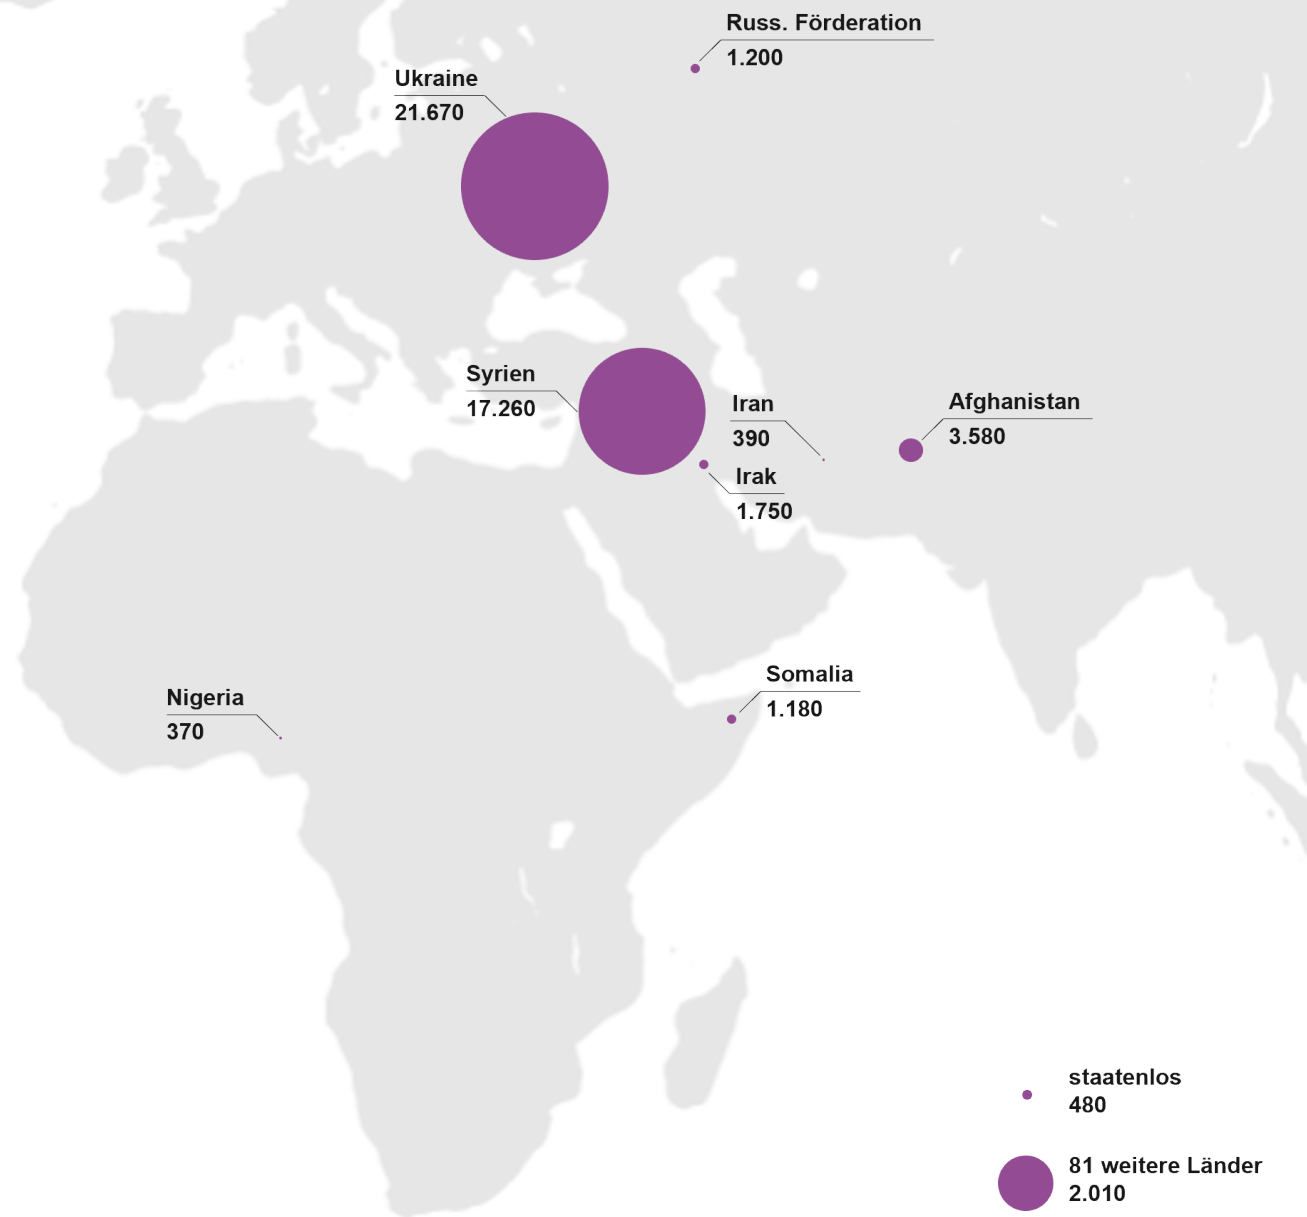 Russ. Förderation
1.200
Ukraine
21.670
Syrien
17.260
Iran
390
Afghanistan
3.580
Irak
1.750
Somalia
1.180
Nigeria
370
staatenlos
480
81 weitere Länder
2.010